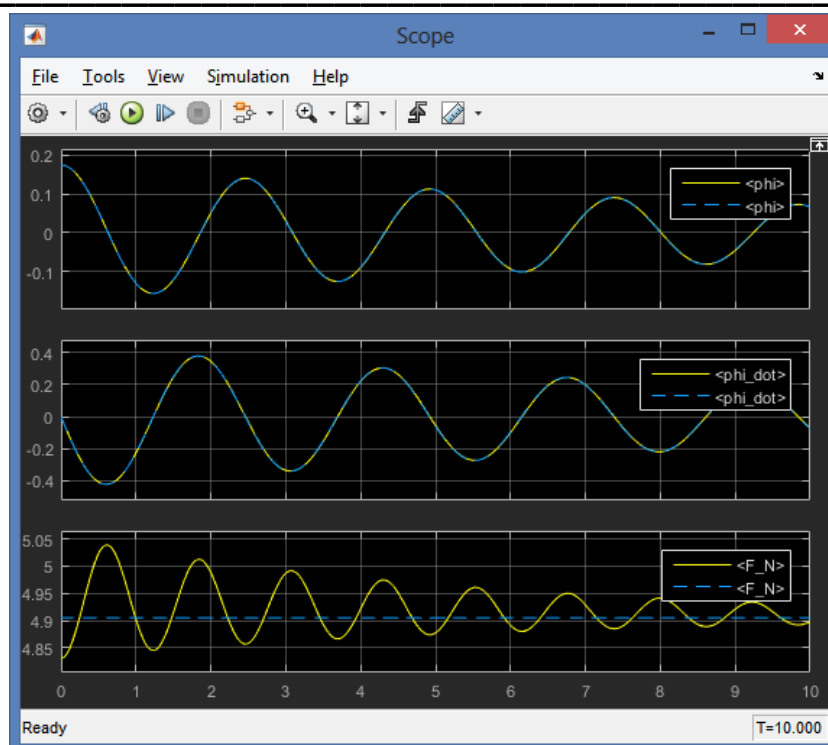 Scope
File Tools View Simulation Help
0.2
0.1
0
-0.1
<phi>
<phi>
0.4
0.2
0
-0.2
-0.4
<phi_dot>
<phi_dot>
5.05
5
4.95
4.9
4.85
<F_N>
<F_N>
0 1 2 3 4 5 6 7 8 9 10
Ready T=10.000